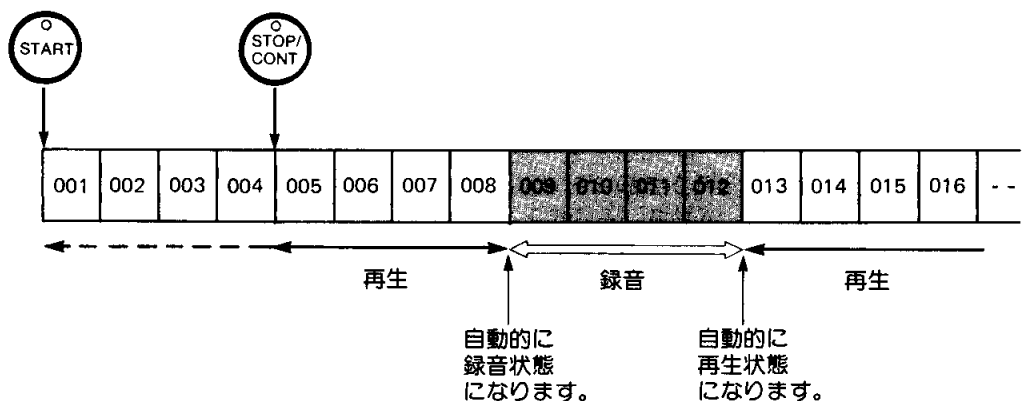 START
STOP/
CONT
001 002 003 004 005 006 007 008 009 010 011 012 013 014 015 016 --
再生 録音 再生
自動的に
録音状態
になります。
自動的に
再生状態
になります。